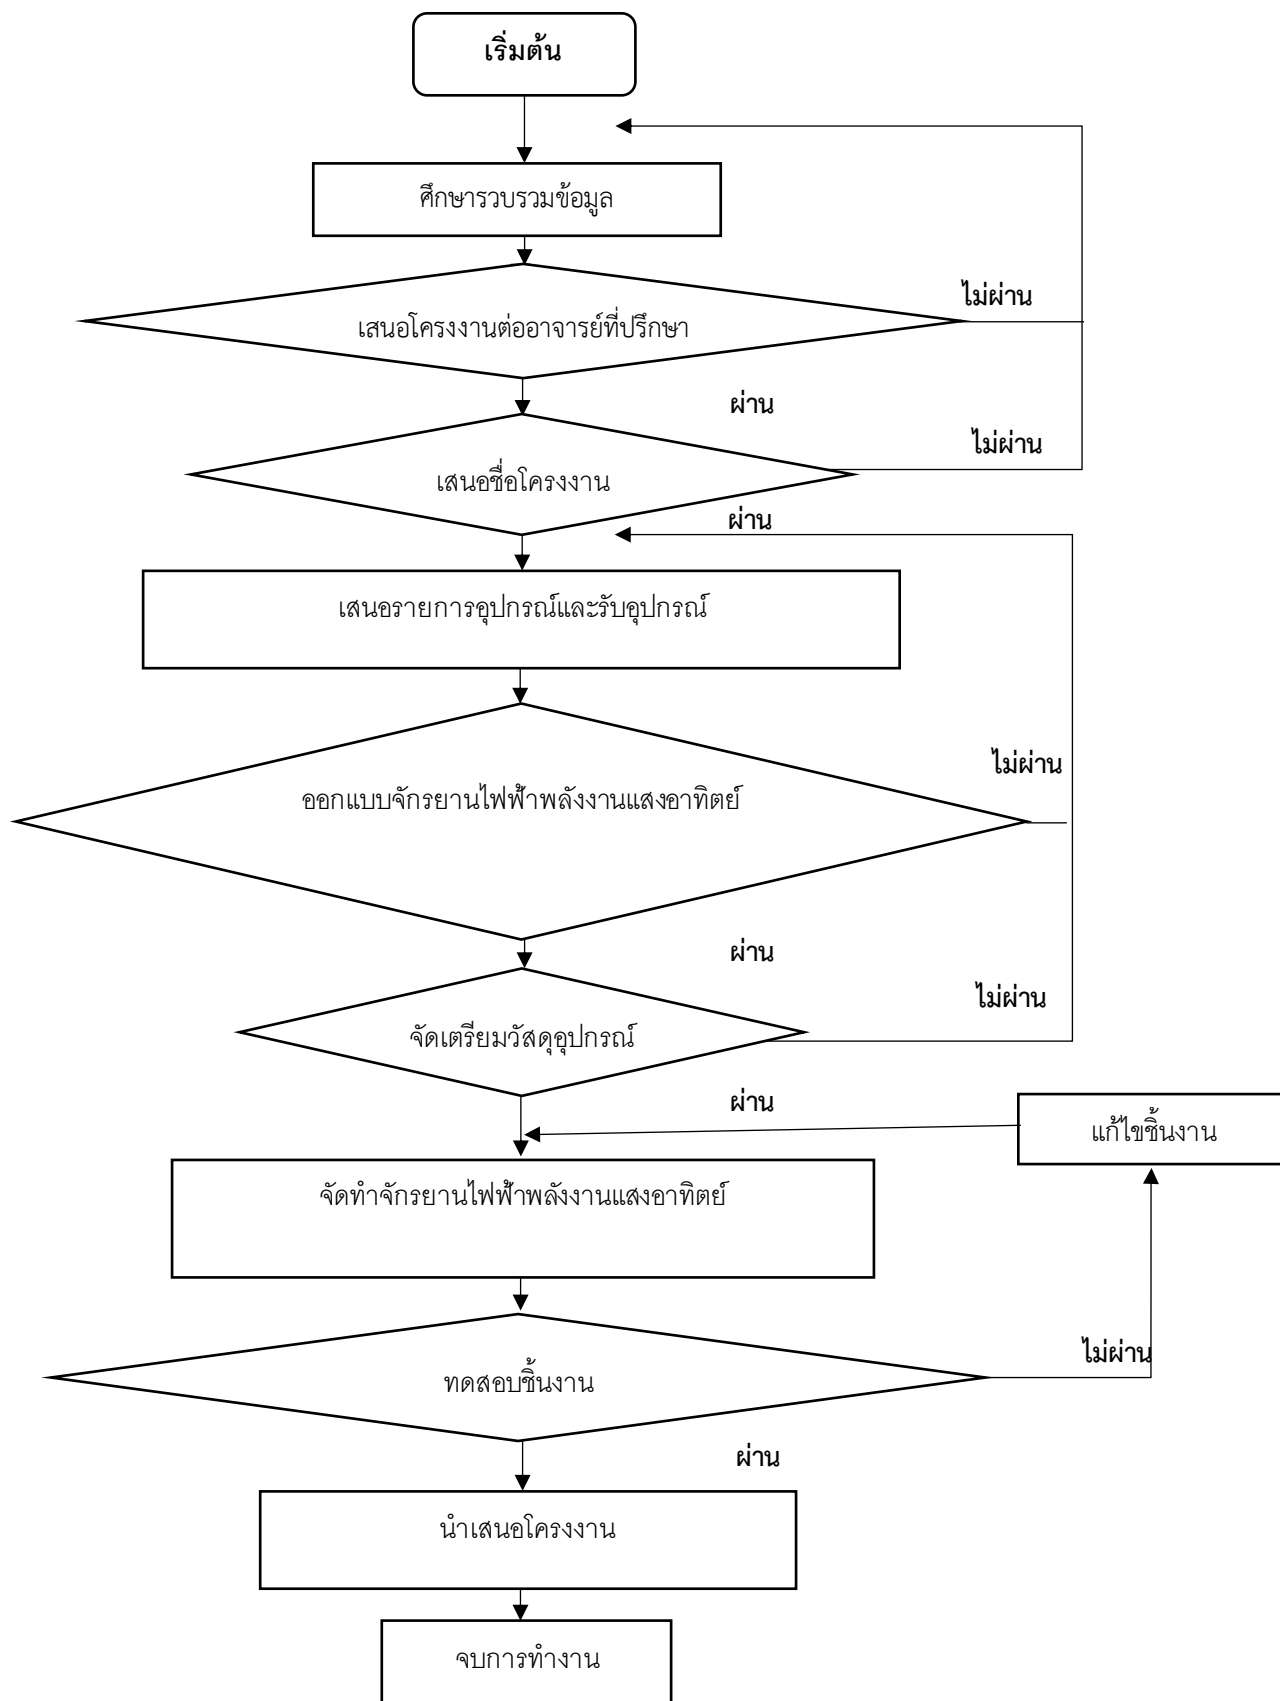 เริ่มต้น
ศึกษารวบรวมข้อมูล
ไม่ผ่าน
เสนอโครงงานต่ออาจารย์ที่ปรึกษา
ผ่าน
ไม่ผ่าน
เสนอชื่อโครงงาน
ผ่าน
เสนอรายการอุปกรณ์และรับอุปกรณ์
ไม่ผ่าน
ออกแบบจักรยานไฟฟ้าพลังงานแสงอาทิตย์
ผ่าน
ไม่ผ่าน
จัดเตรียมวัสดุอุปกรณ์
ผ่าน
แก้ไขชิ้นงาน
จัดทำจักรยานไฟฟ้าพลังงานแสงอาทิตย์
ไม่ผ่าน
ทดสอบชิ้นงาน
ผ่าน
นำเสนอโครงงาน
จบการทำงาน